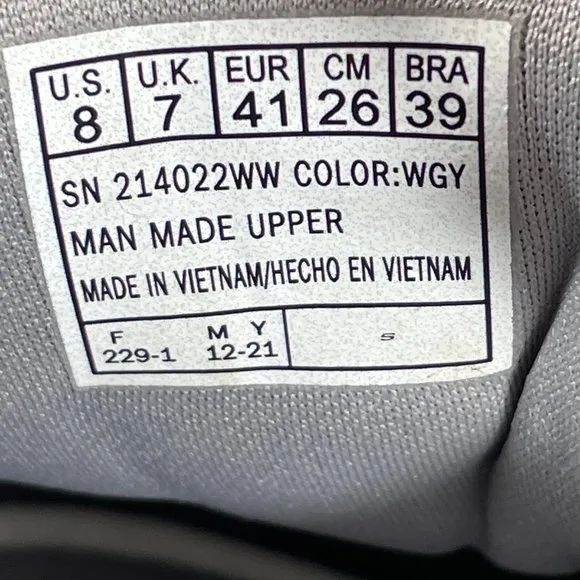 U.S. U.K. EUR CM BRA
8 7 41 26 39
SN 214022WW COLOR:WGY
MAN MADE UPPER
MADE IN VIETNAM/HECHO EN VIETNAM
F M Y
229-1 12-21 S